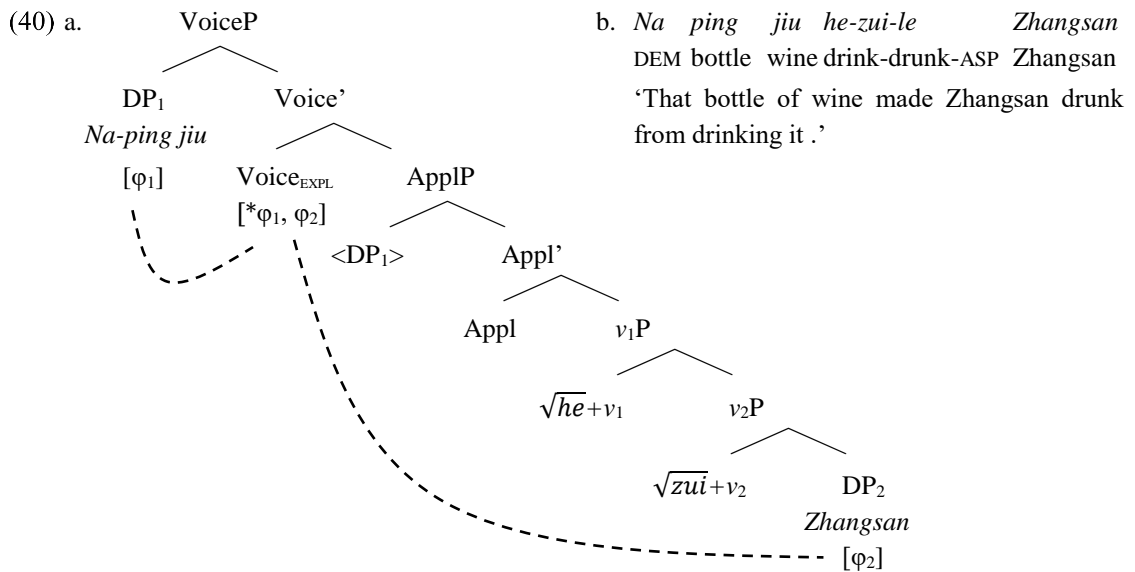 (40) a. VoiceP b. Na ping jiu he-zui-le Zhangsan
DEM bottle wine drink-drunk-ASP Zhangsan
DP₁ Voice’ ‘That bottle of wine made Zhangsan drunk
Na-ping jiu from drinking it .’
[φ₁] VoiceEXPL ApplP
[*φ₁, φ₂]
<DP₁> Appl’
Appl v₁P
√he+v₁ v₂P
√zui+v₂ DP₂
Zhangsan
[φ₂]